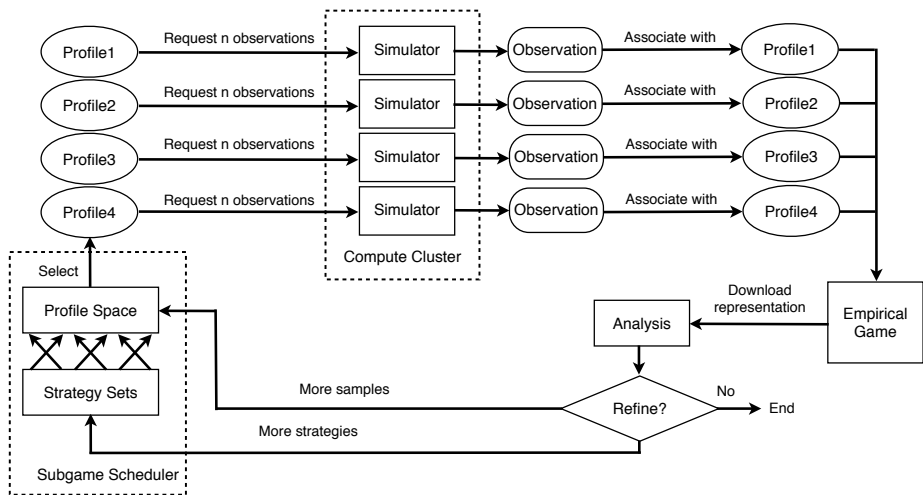 Profile1
Request n observations
Simulator
Observation
Associate with
Profile1
Profile2
Request n observations
Simulator
Observation
Associate with
Profile2
Profile3
Request n observations
Simulator
Observation
Associate with
Profile3
Profile4
Request n observations
Simulator
Observation
Associate with
Profile4
Compute Cluster
Select
Profile Space
Strategy Sets
Subgame Scheduler
Download
representation
Empirical
Game
Analysis
Refine?
No
End
More samples
More strategies